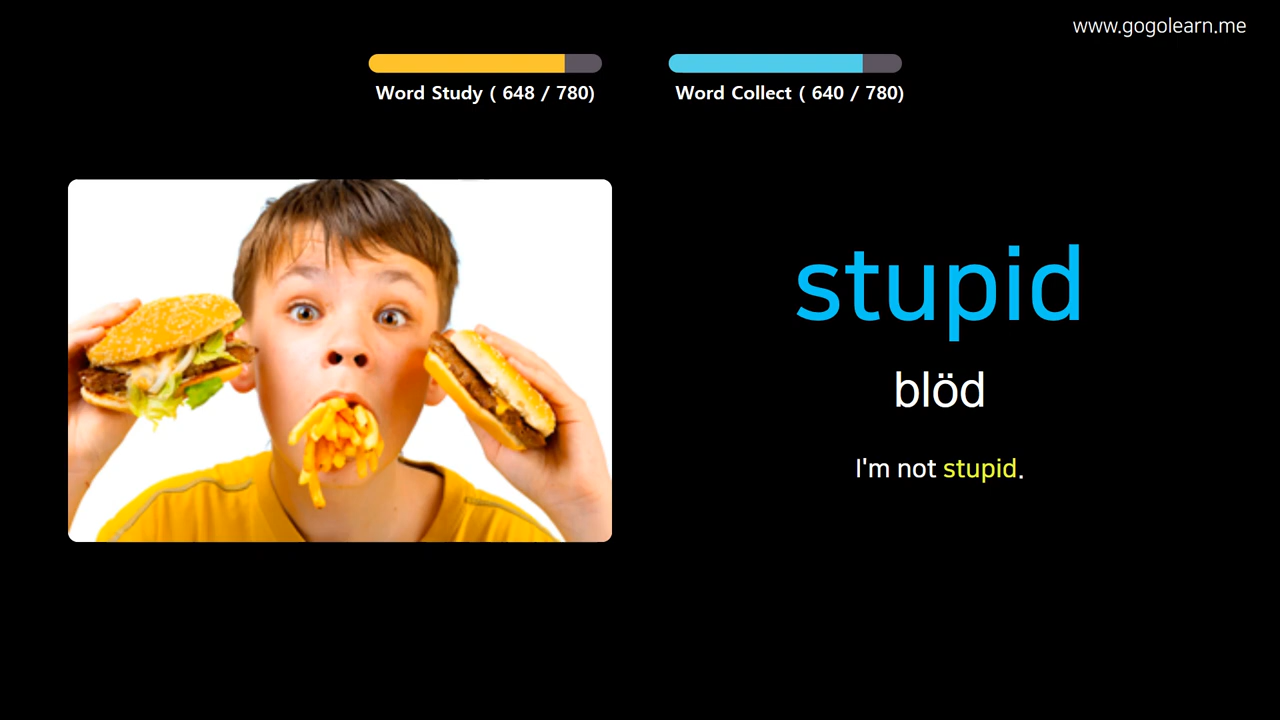 www.gogolearn.me
Word Study ( 648 / 780)
Word Collect ( 640 / 780)
stupid
blöd
I'm not stupid.